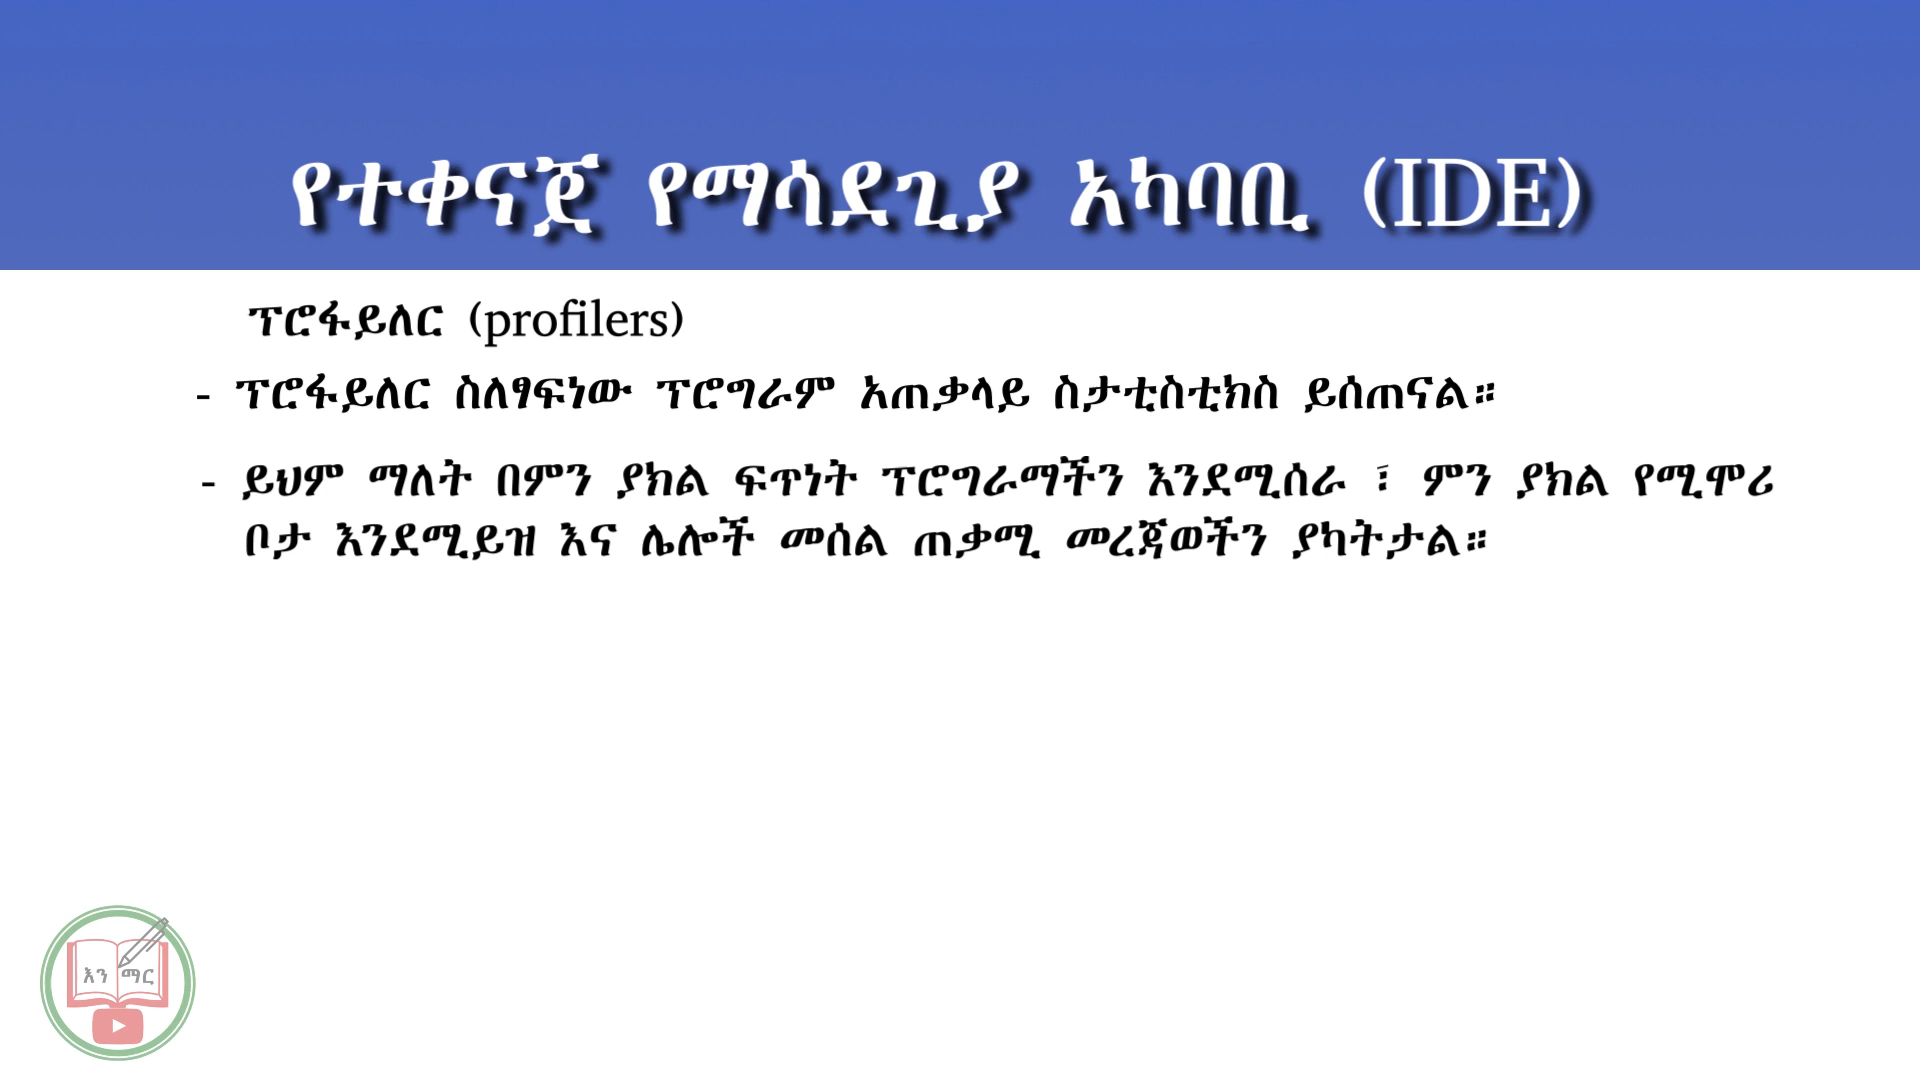 የተቀናጀ የማሳደጊያ አካባቢ (IDE)
ፕሮፋይለር (profilers)
- ፕሮፋይለር ስለፃፍነው ፕሮግራም አጠቃላይ ስታቲስቲክስ ይሰጠናል።
- ይህም ማለት በምን ያክል ፍጥነት ፕሮግራማችን እንደሚሰራ ፣ ምን ያክል የሚሞሪ
ቦታ እንደሚይዝ እና ሌሎች መሰል ጠቃሚ መረጃወችን ያካትታል።
እን ማር